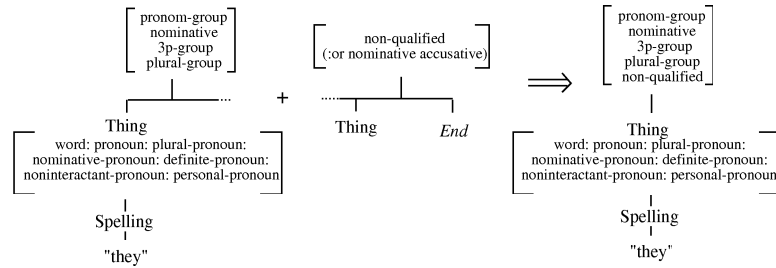 pronom-group
nominative
3p-group
plural-group
Thing
word: pronoun: plural-pronoun:
nominative-pronoun: definite-pronoun:
noninteractant-pronoun: personal-pronoun
Spelling
"they"
+
non-qualified
(:or nominative accusative)
Thing
End
pronom-group
nominative
3p-group
plural-group
non-qualified
Thing
word: pronoun: plural-pronoun:
nominative-pronoun: definite-pronoun:
noninteractant-pronoun: personal-pronoun
Spelling
"they"